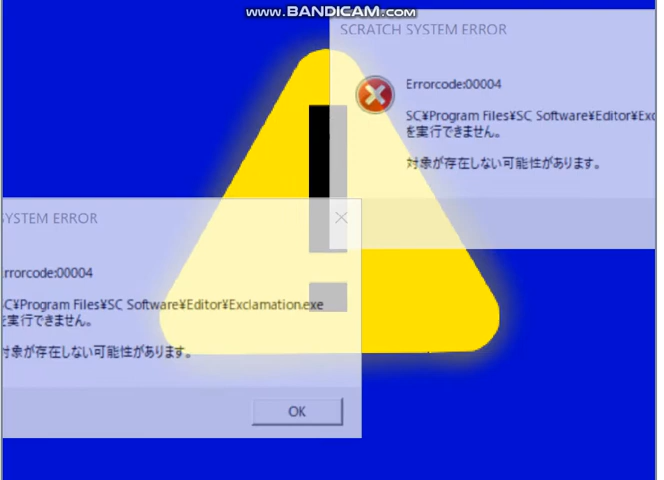 www.BANDICAM.com
SCRATCH SYSTEM ERROR
Errorcode:00004
SC¥Program Files¥SC Software¥Editor¥Exc
を実行できません。
対象が存在しない可能性があります。
SYSTEM ERROR
rrorcode:00004
SC¥Program Files¥SC Software¥Editor¥Exclamation.exe
を実行できません。
対象が存在しない可能性があります。
OK